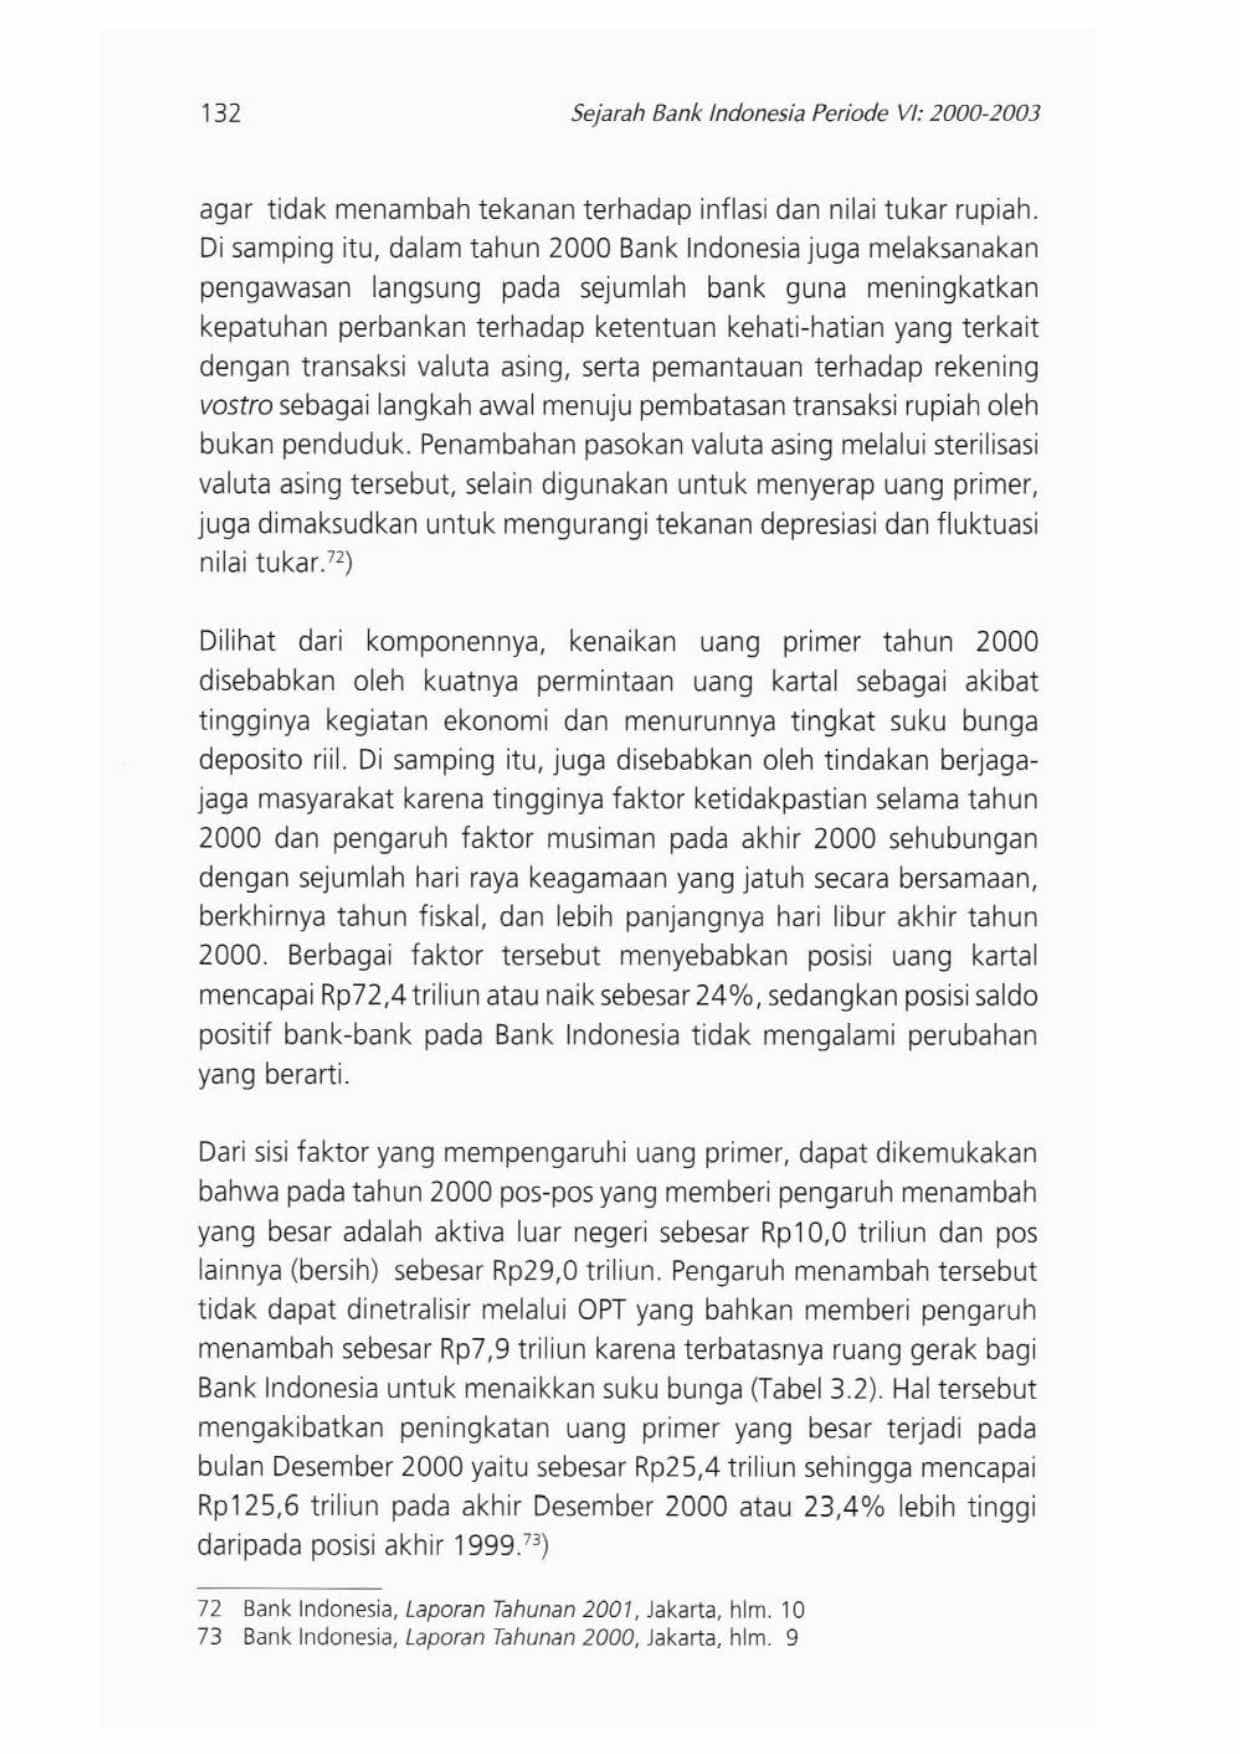 132
Sejarah Bank Indonesia Periode VI: 2000-2003
agar tidak menambah tekanan terhadap inflasi dan nilai tukar rupiah.
Di samping itu, dalam tahun 2000 Bank Indonesia juga melaksanakan
pengawasan langsung pada sejumlah bank guna meningkatkan
kepatuhan perbankan terhadap ketentuan kehati-hatian yang terkait
dengan transaksi valuta asing, serta pemantauan terhadap rekening
vostro sebagai langkah awal menuju pembatasan transaksi rupiah oleh
bukan penduduk. Penambahan pasokan valuta asing melalui sterilisasi
valuta asing tersebut, selain digunakan untuk menyerap uang primer,
juga dimaksudkan untuk mengurangi tekanan depresiasi dan fluktuasi
nilai tukar.72)
Dilihat dari komponennya, kenaikan uang primer tahun 2000
disebabkan oleh kuatnya permintaan uang kartal sebagai akibat
tingginya kegiatan ekonomi dan menurunnya tingkat suku bunga
deposito riil. Di samping itu, juga disebabkan oleh tindakan berjaga-
jaga masyarakat karena tingginya faktor ketidakpastian selama tahun
2000 dan pengaruh faktor musiman pada akhir 2000 sehubungan
dengan sejumlah hari raya keagamaan yang jatuh secara bersamaan,
berkhirnya tahun fiskal, dan lebih panjangnya hari libur akhir tahun
2000. Berbagai faktor tersebut menyebabkan posisi uang kartal
mencapai Rp72,4 triliun atau naik sebesar 24%, sedangkan posisi saldo
positif bank-bank pada Bank Indonesia tidak mengalami perubahan
yang berarti.
Dari sisi faktor yang mempengaruhi uang primer, dapat dikemukakan
bahwa pada tahun 2000 pos-pos yang memberi pengaruh menambah
yang besar adalah aktiva luar negeri sebesar Rp10,0 triliun dan pos
lainnya (bersih) sebesar Rp29,0 triliun. Pengaruh menambah tersebut
tidak dapat dinetralisir melalui OPT yang bahkan memberi pengaruh
menambah sebesar Rp7,9 triliun karena terbatasnya ruang gerak bagi
Bank Indonesia untuk menaikkan suku bunga (Tabel 3.2). Hal tersebut
mengakibatkan peningkatan uang primer yang besar terjadi pada
bulan Desember 2000 yaitu sebesar Rp25,4 triliun sehingga mencapai
Rp125,6 triliun pada akhir Desember 2000 atau 23,4% lebih tinggi
daripada posisi akhir 1999.73)
72 Bank Indonesia, Laporan Tahunan 2001, Jakarta, hlm. 10
73 Bank Indonesia, Laporan Tahunan 2000, Jakarta, hlm. 9